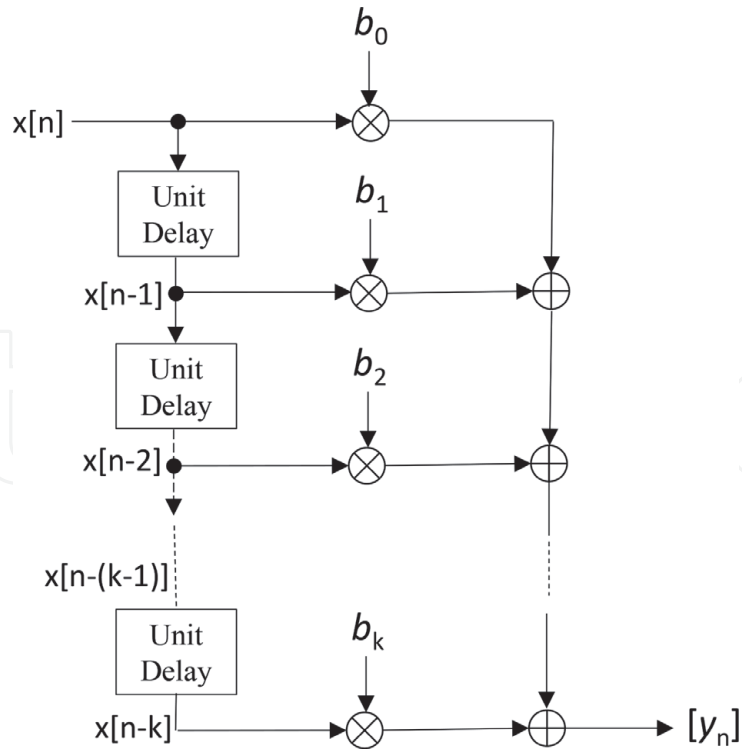 b₀
x[n]
Unit
Delay
b₁
x[n-1]
Unit
Delay
b₂
x[n-2]
x[n-(k-1)]
Unit
Delay
bₖ
x[n-k]
[yₙ]